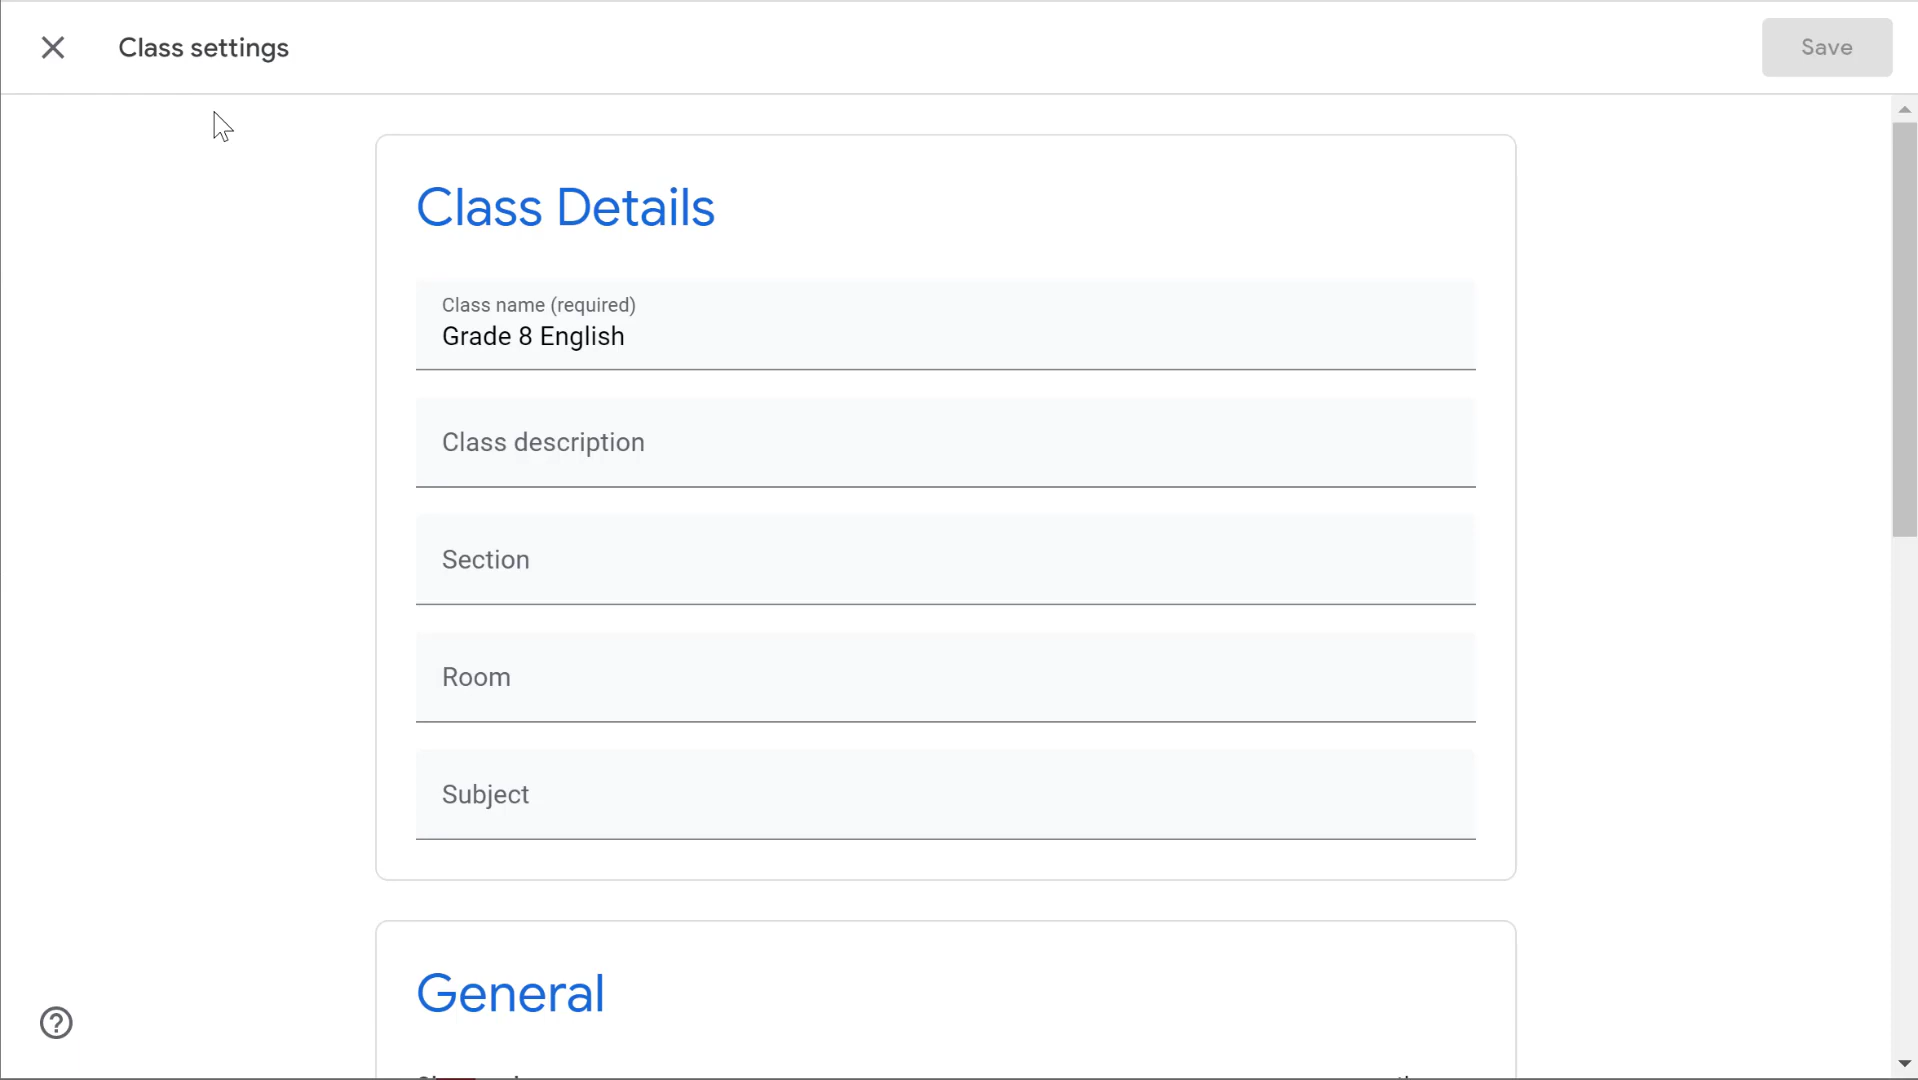 Class settings
Save
Class Details
Class name (required)
Grade 8 English
Class description
Section
Room
Subject
General